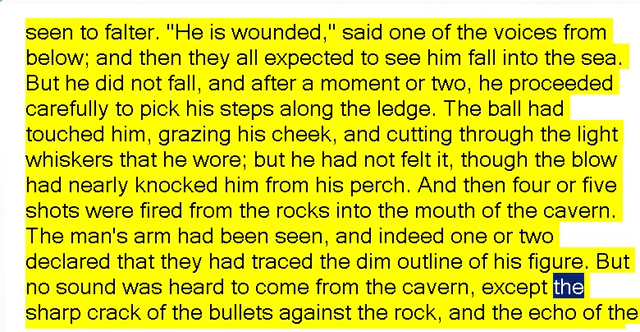 seen to falter. "He is wounded," said one of the voices from
below; and then they all expected to see him fall into the sea.
But he did not fall, and after a moment or two, he proceeded
carefully to pick his steps along the ledge. The ball had
touched him, grazing his cheek, and cutting through the light
whiskers that he wore; but he had not felt it, though the blow
had nearly knocked him from his perch. And then four or five
shots were fired from the rocks into the mouth of the cavern.
The man's arm had been seen, and indeed one or two
declared that they had traced the dim outline of his figure. But
no sound was heard to come from the cavern, except the
sharp crack of the bullets against the rock, and the echo of the